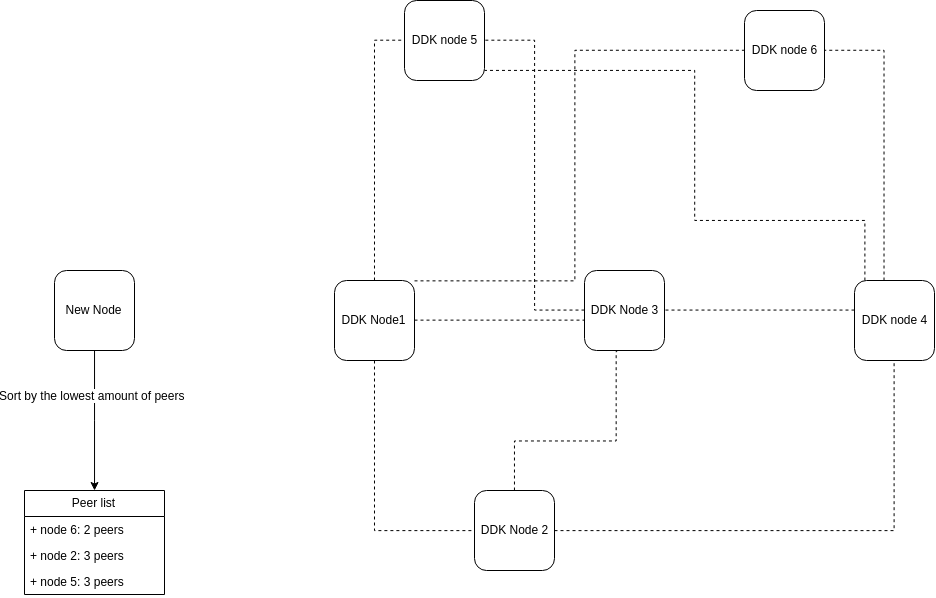 DDK node 5
DDK node 6
New Node
DDK Node1
DDK Node 3
DDK node 4
Sort by the lowest amount of peers
Peer list
+ node 6: 2 peers
+ node 2: 3 peers
+ node 5: 3 peers
DDK Node 2